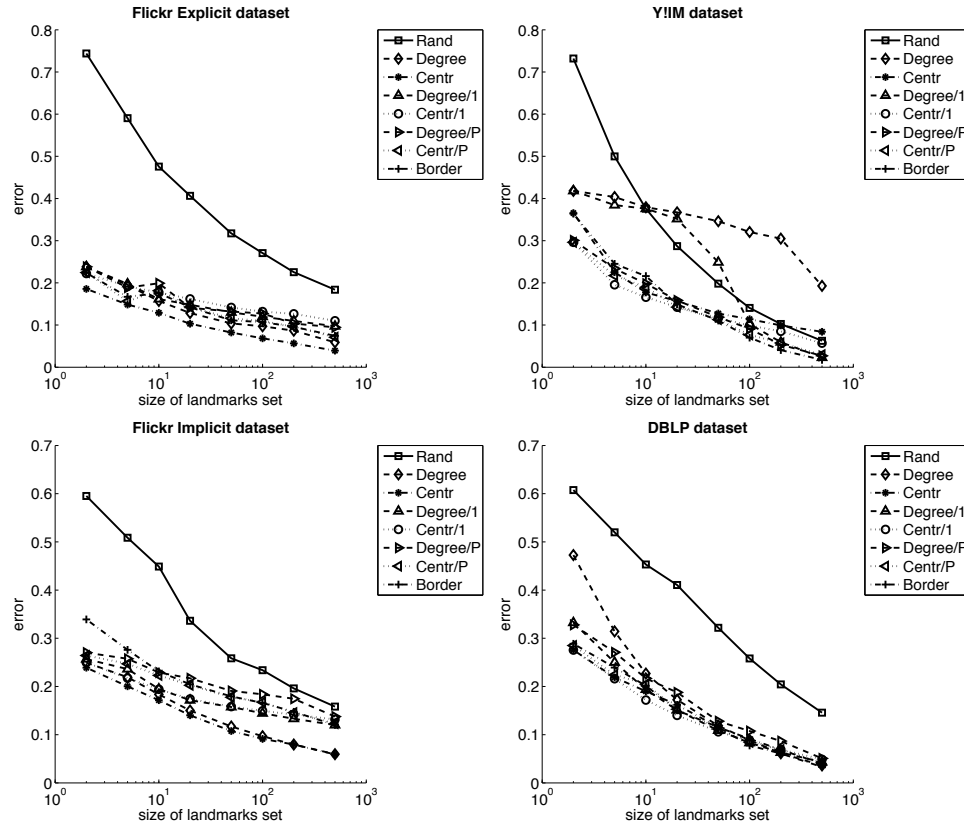 Flickr Explicit dataset
0.8
0.7
0.6
0.5
0.4
0.3
0.2
0.1
0
error
10^0
10^1
10^2
10^3
size of landmarks set
Rand
Degree
Centr
Degree/1
Centr/1
Degree/P
Centr/P
Border
Y!IM dataset
0.8
0.7
0.6
0.5
0.4
0.3
0.2
0.1
0
error
10^0
10^1
10^2
10^3
size of landmarks set
Rand
Degree
Centr
Degree/1
Centr/1
Degree/P
Centr/P
Border
Flickr Implicit dataset
0.7
0.6
0.5
0.4
0.3
0.2
0.1
0
error
10^0
10^1
10^2
10^3
size of landmarks set
Rand
Degree
Centr
Degree/1
Centr/1
Degree/P
Centr/P
Border
DBLP dataset
0.7
0.6
0.5
0.4
0.3
0.2
0.1
0
error
10^0
10^1
10^2
10^3
size of landmarks set
Rand
Degree
Centr
Degree/1
Centr/1
Degree/P
Centr/P
Border